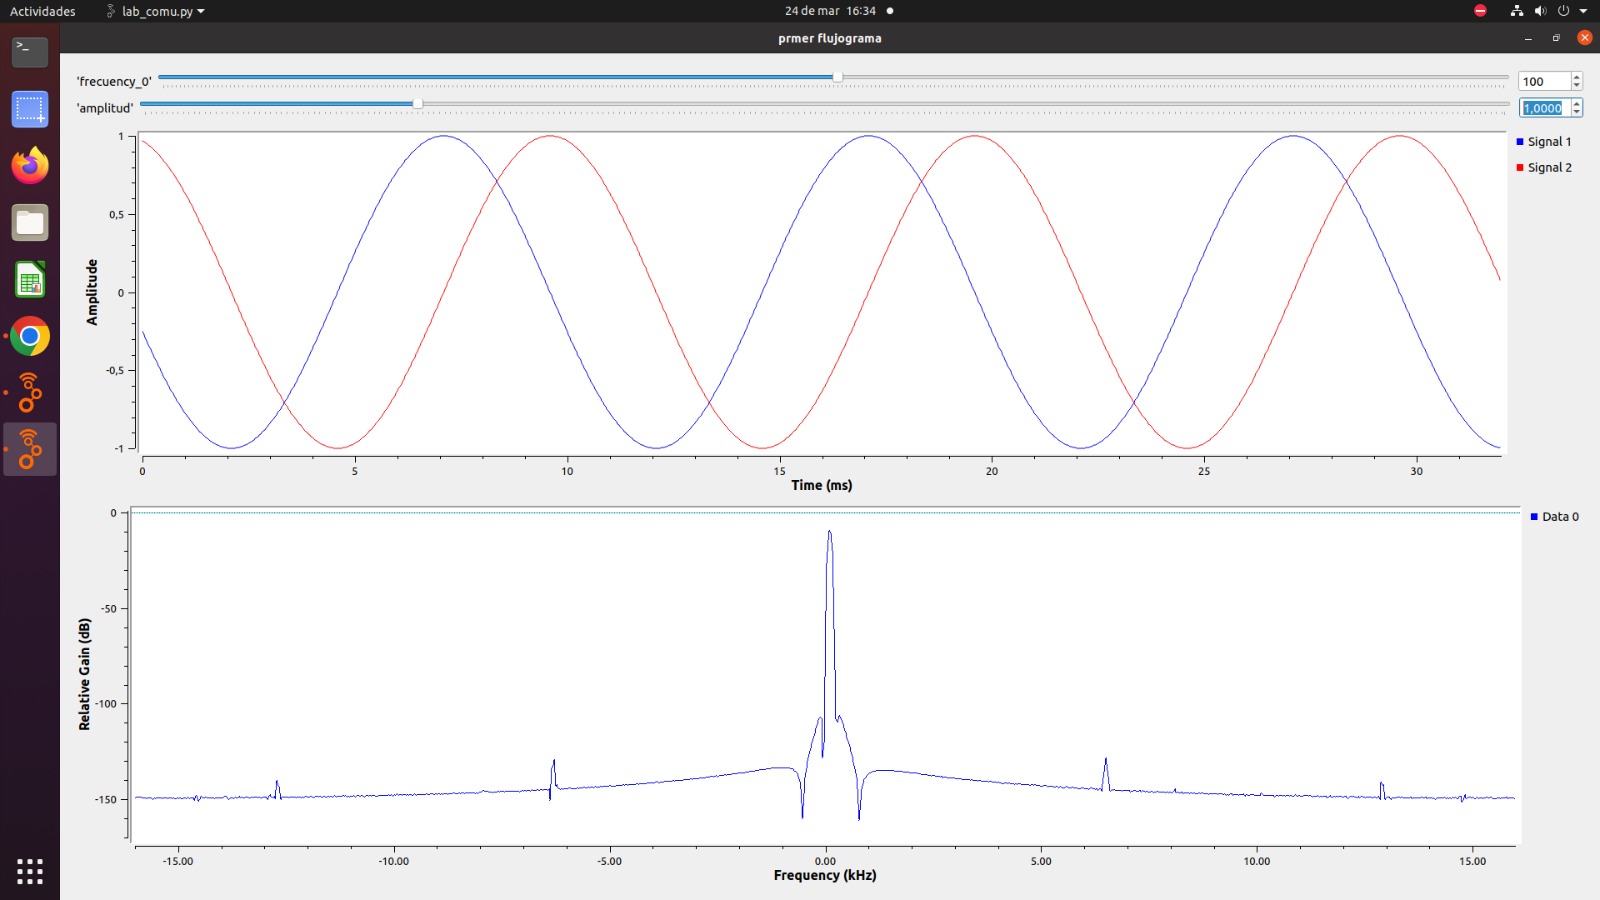 Actividades lab_comu.py 24 de mar 16:34
prmer flujograma
'frecuency_0' 100
'amplitud' 1,0000
Signal 1
Signal 2
1
0,5
0
-0,5
-1
Amplitude
0 5 10 15 20 25 30
Time (ms)
Data 0
0
-50
-100
-150
Relative Gain (dB)
-15.00 -10.00 -5.00 0.00 5.00 10.00 15.00
Frequency (kHz)